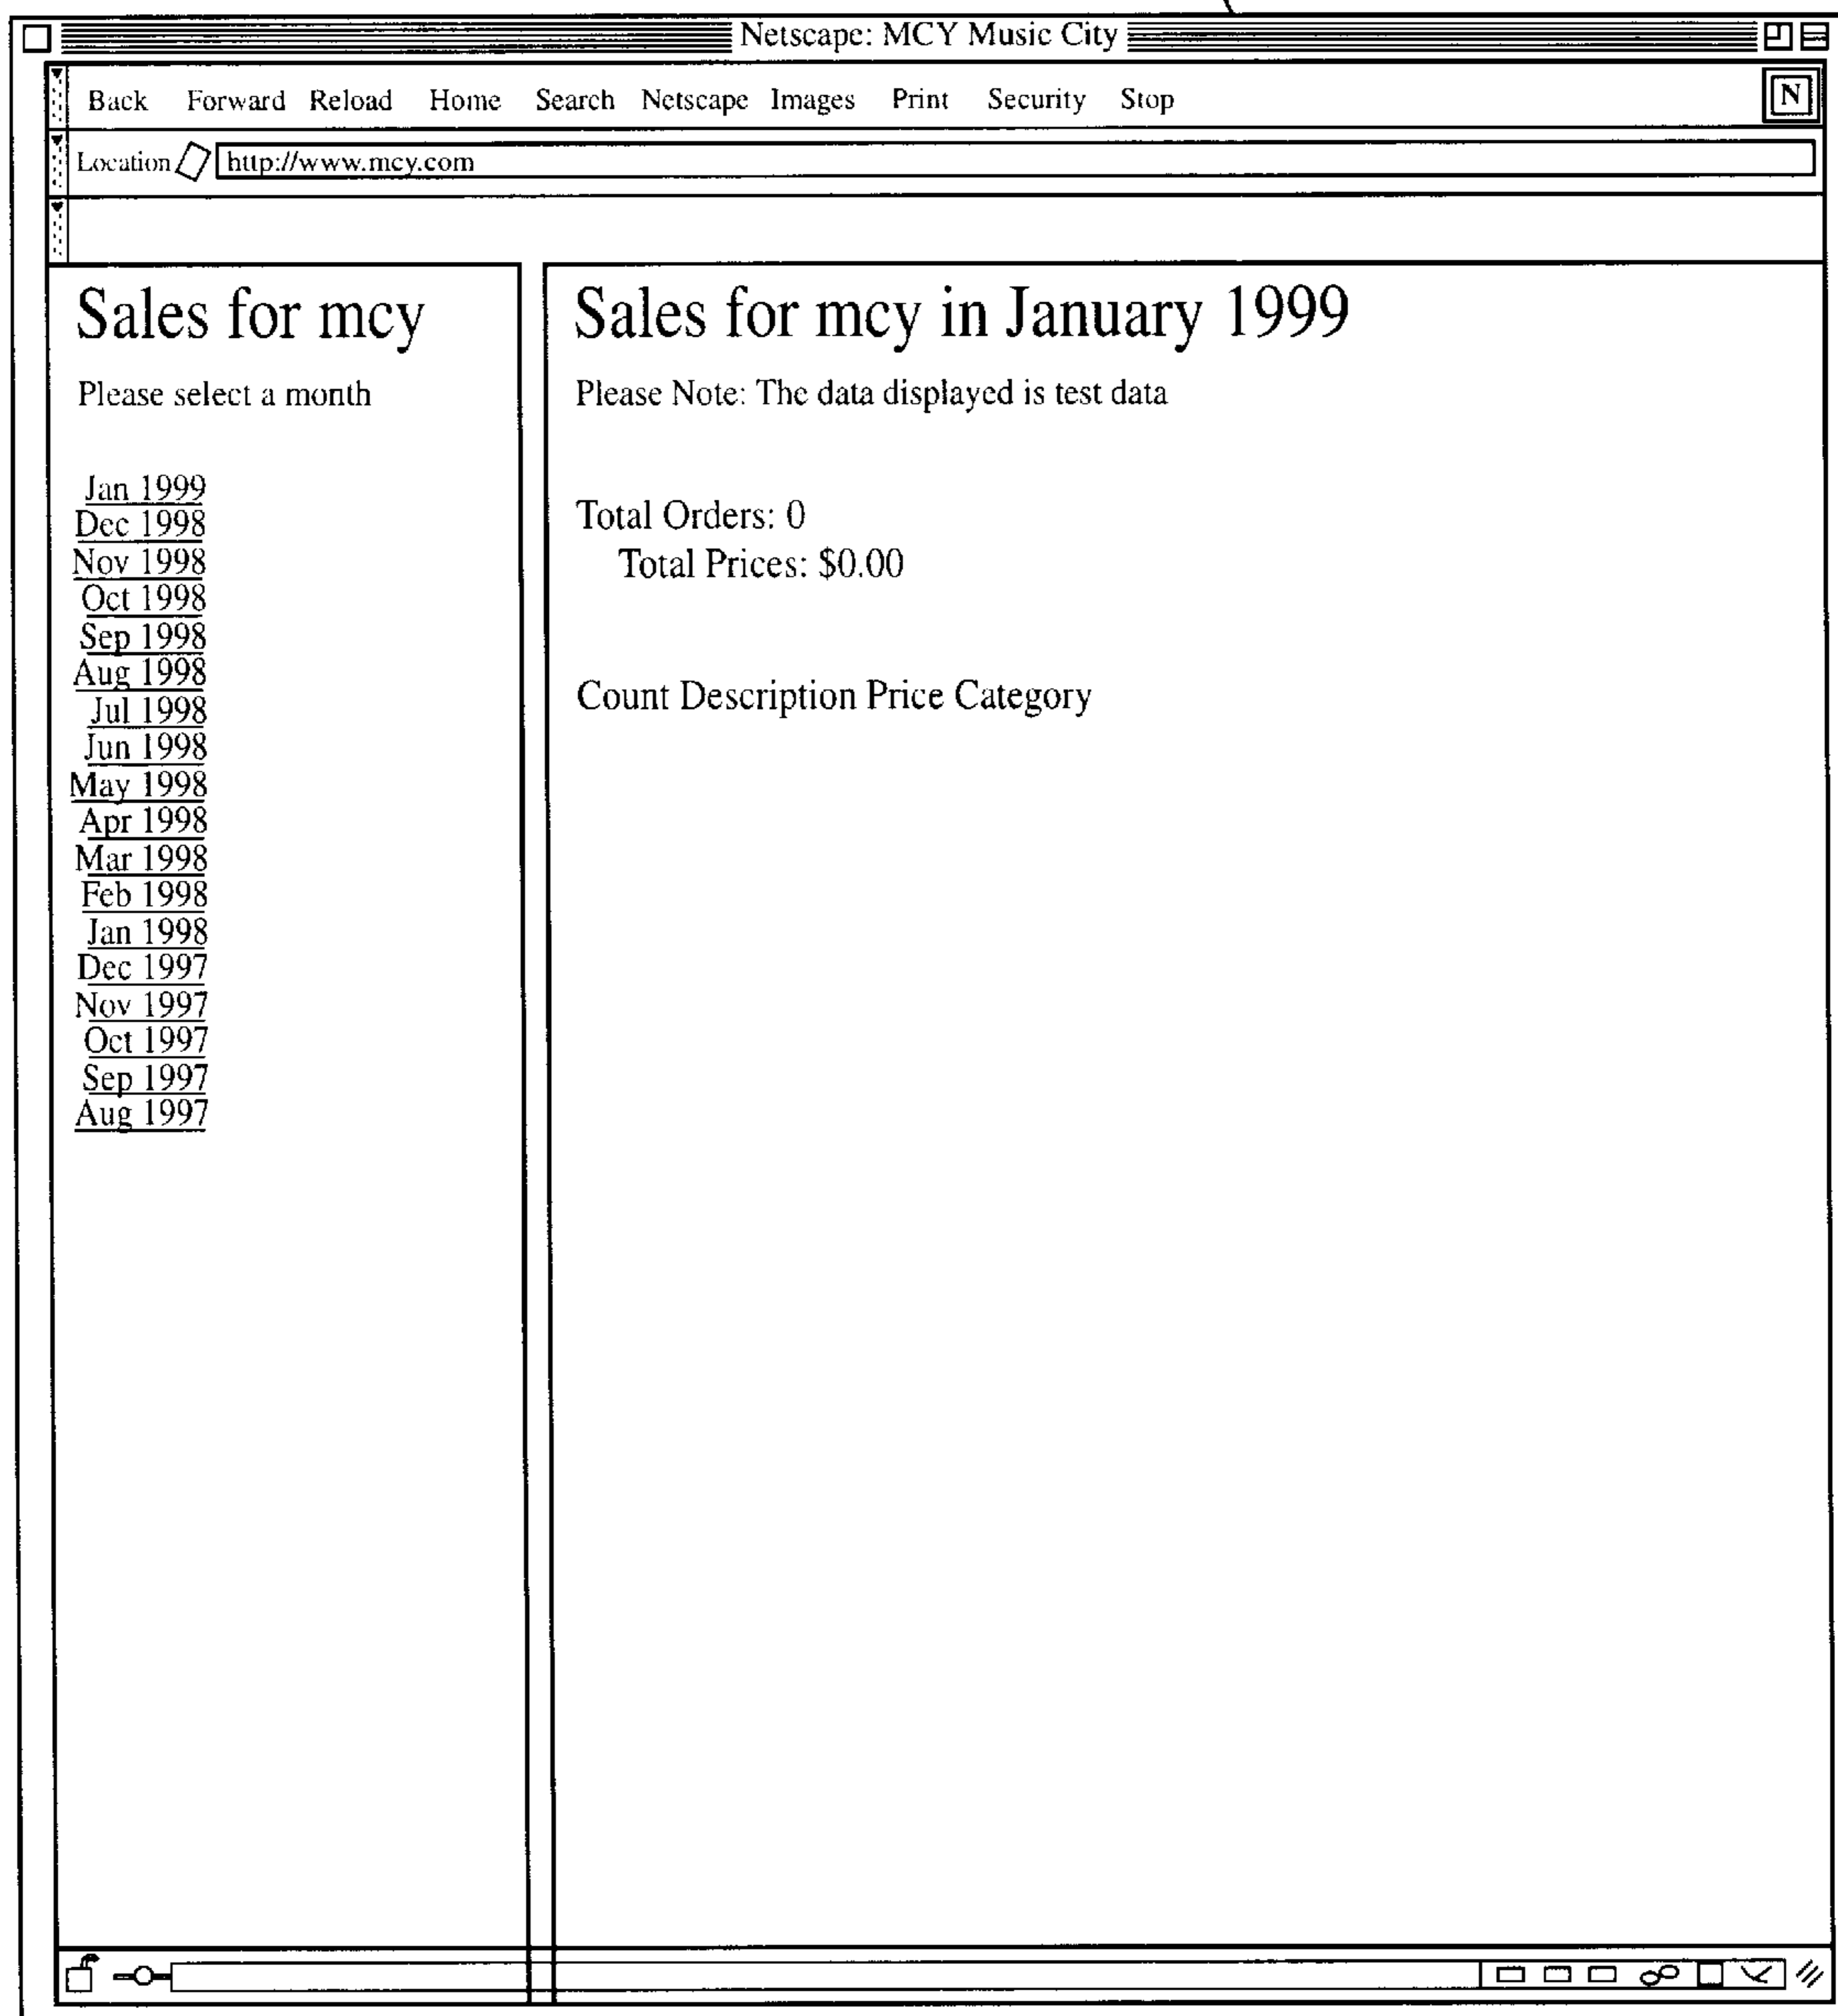 Netscape: MCY Music City
Back Forward Reload Home Search Netscape Images Print Security Stop
N
Location http://www.mcy.com
Sales for mcy
Please select a month
Jan 1999
Dec 1998
Nov 1998
Oct 1998
Sep 1998
Aug 1998
Jul 1998
Jun 1998
May 1998
Apr 1998
Mar 1998
Feb 1998
Jan 1998
Dec 1997
Nov 1997
Oct 1997
Sep 1997
Aug 1997
Sales for mcy in January 1999
Please Note: The data displayed is test data
Total Orders: 0
Total Prices: $0.00
Count Description Price Category